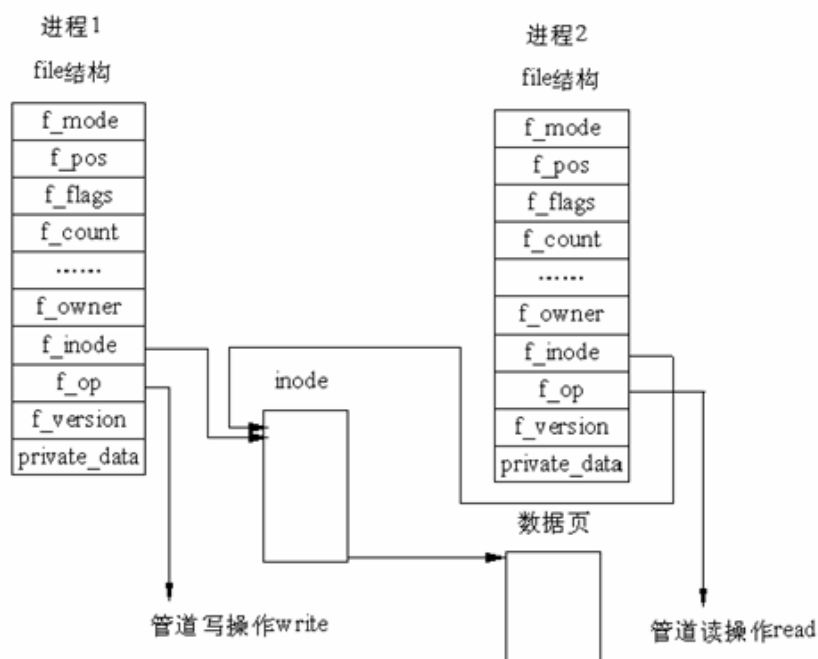 进程1
file结构
f_mode
f_pos
f_flags
f_count
……
f_owner
f_inode
f_op
f_version
private_data
进程2
file结构
f_mode
f_pos
f_flags
f_count
……
f_owner
f_inode
f_op
f_version
private_data
inode
数据页
管道写操作write
管道读操作read